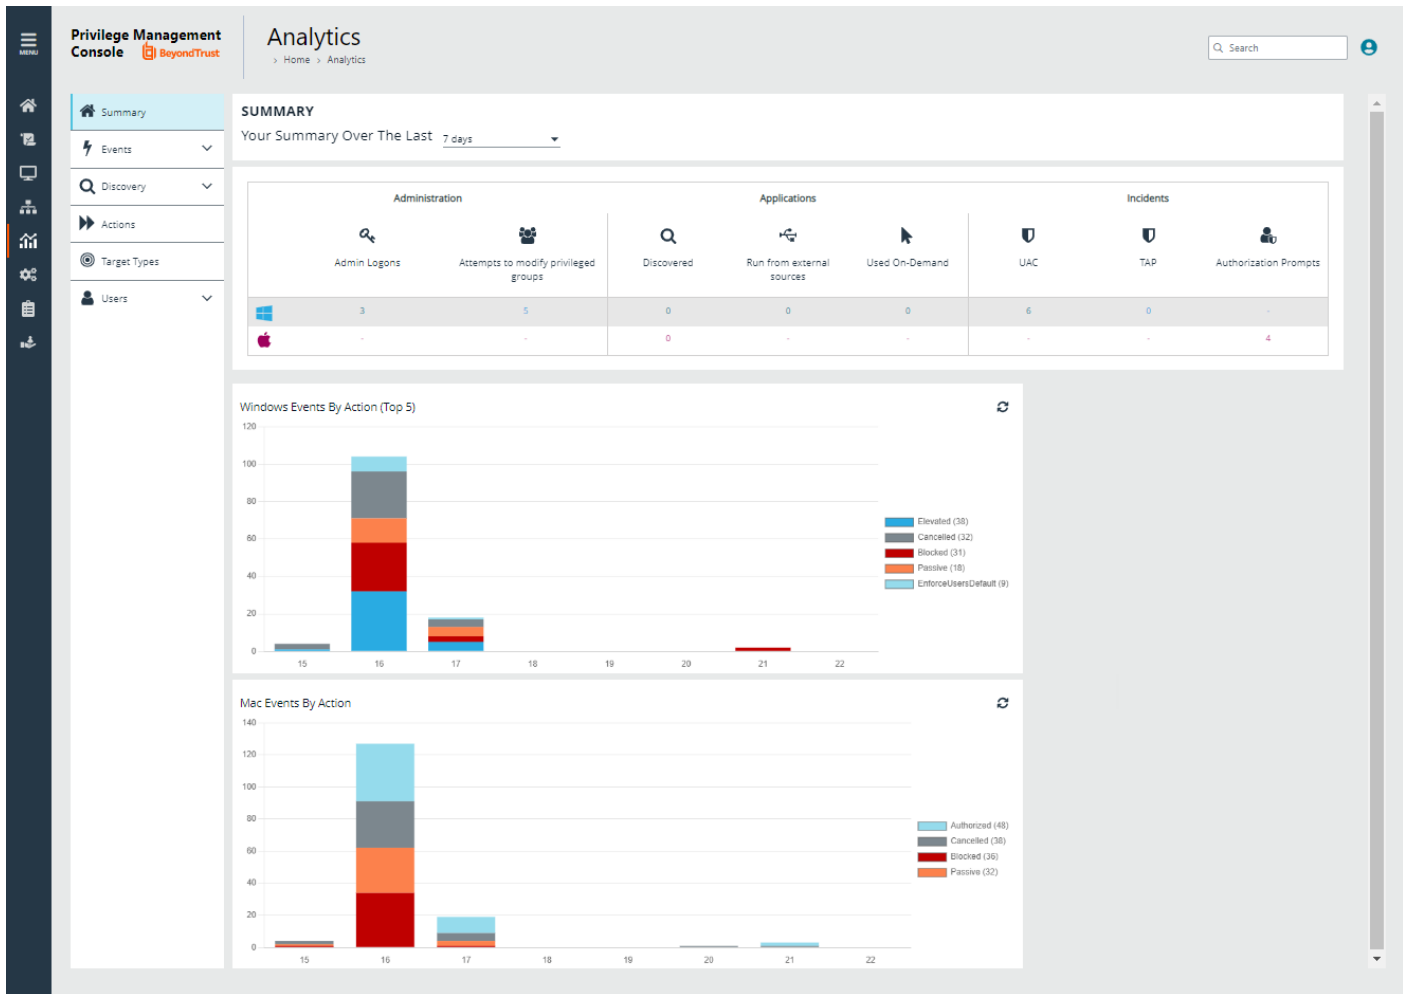 MENU
Privilege Management
Console BeyondTrust
Analytics
› Home › Analytics
Search
Summary
Events
Discovery
Actions
Target Types
Users
SUMMARY
Your Summary Over The Last 7 days
Administration Applications Incidents
Admin Logons Attempts to modify privileged groups Discovered Run from external sources Used On-Demand UAC TAP Authorization Prompts
3 5 0 0 0 6 0 -
- - 0 - - - - 4
Windows Events By Action (Top 5)
120
100
80
60
40
20
0
15 16 17 18 19 20 21 22
Elevated (38)
Cancelled (32)
Blocked (31)
Passive (18)
EnforceUsersDefault (9)
Mac Events By Action
140
120
100
80
60
40
20
0
15 16 17 18 19 20 21 22
Authorized (48)
Cancelled (38)
Blocked (36)
Passive (32)